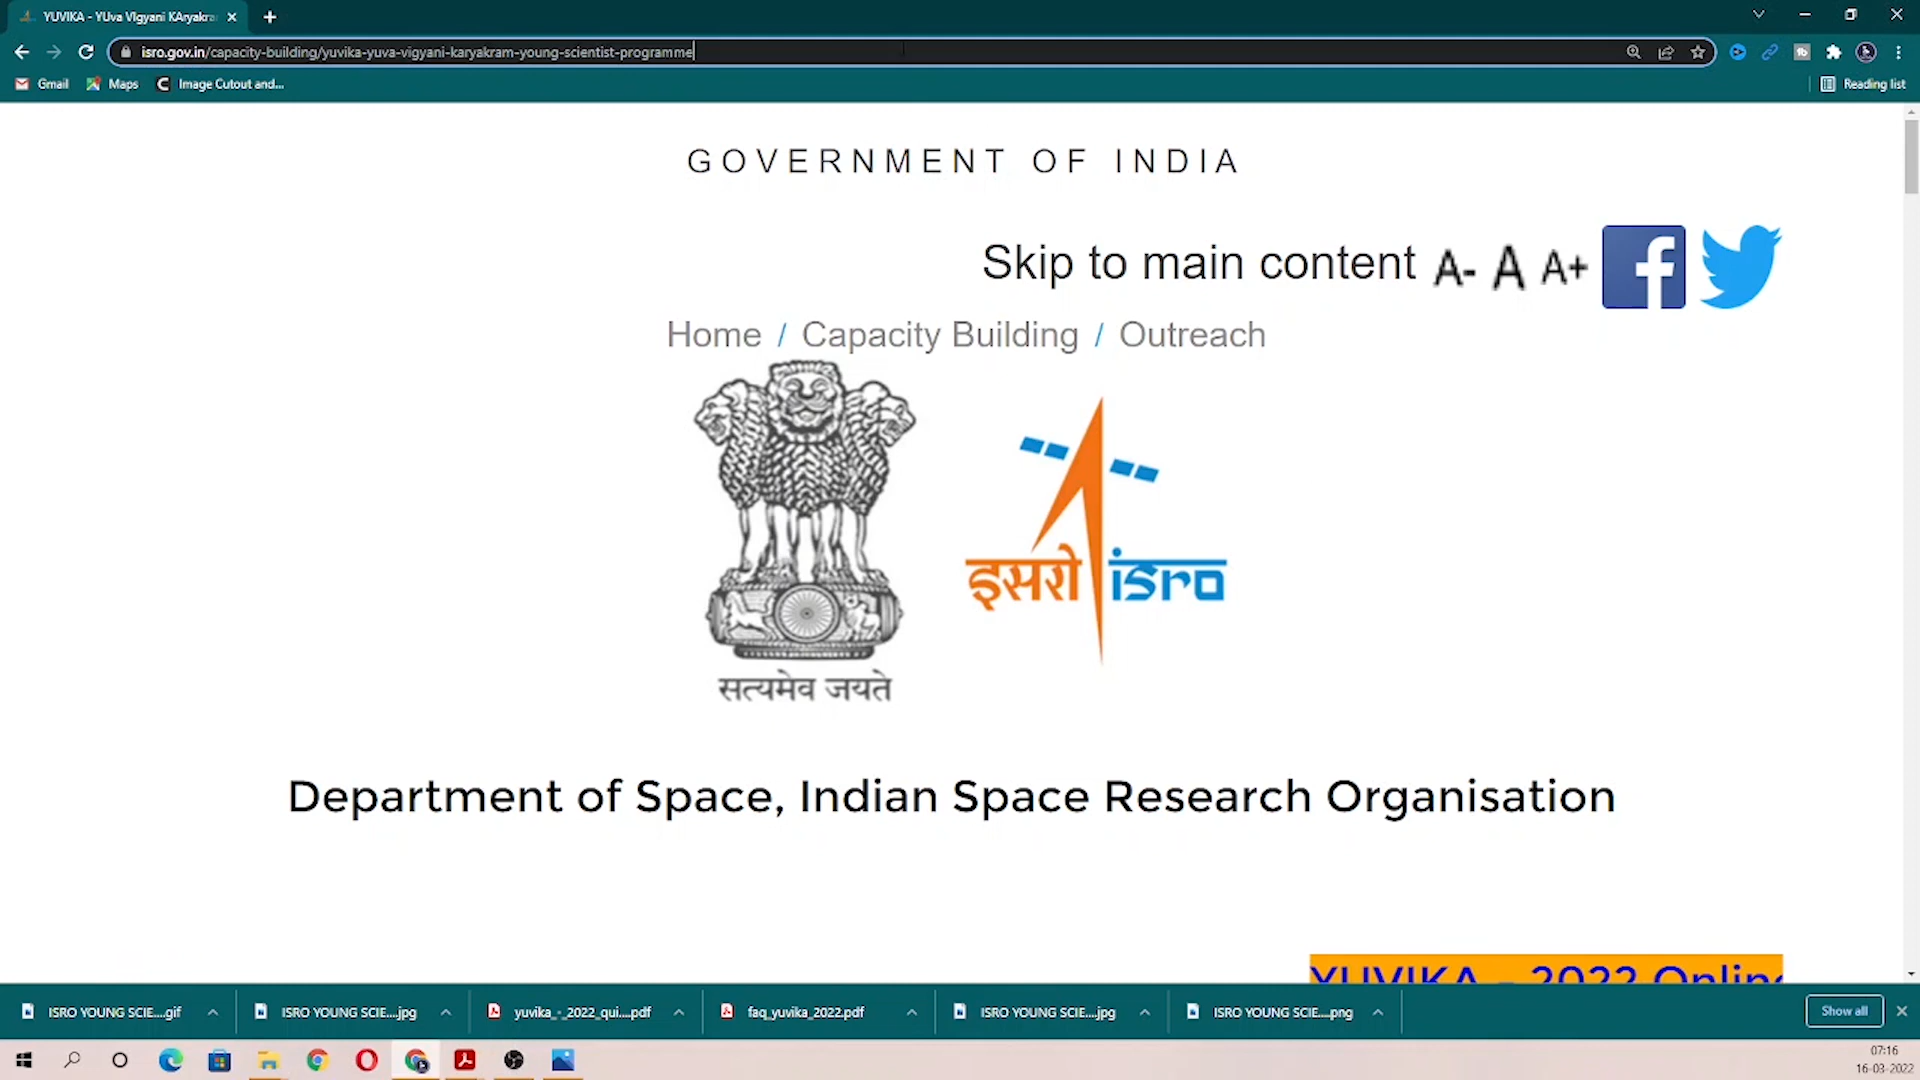 YUVIKA - YUva VIgyani KAryakra
isro.gov.in/capacity-building/yuvika-yuva-vigyani-karyakram-young-scientist-programme
Gmail
Maps
Image Cutout and...
Reading list
GOVERNMENT OF INDIA
Skip to main content A- A A+
Home / Capacity Building / Outreach
सत्यमेव जयते
इसरो isro
Department of Space, Indian Space Research Organisation
YUVIKA - 2022 Online
ISRO YOUNG SCIE....gif
ISRO YOUNG SCIE....jpg
yuvika_-_2022_qui....pdf
faq_yuvika_2022.pdf
ISRO YOUNG SCIE....jpg
ISRO YOUNG SCIE....png
Show all
07:16
16-03-2022